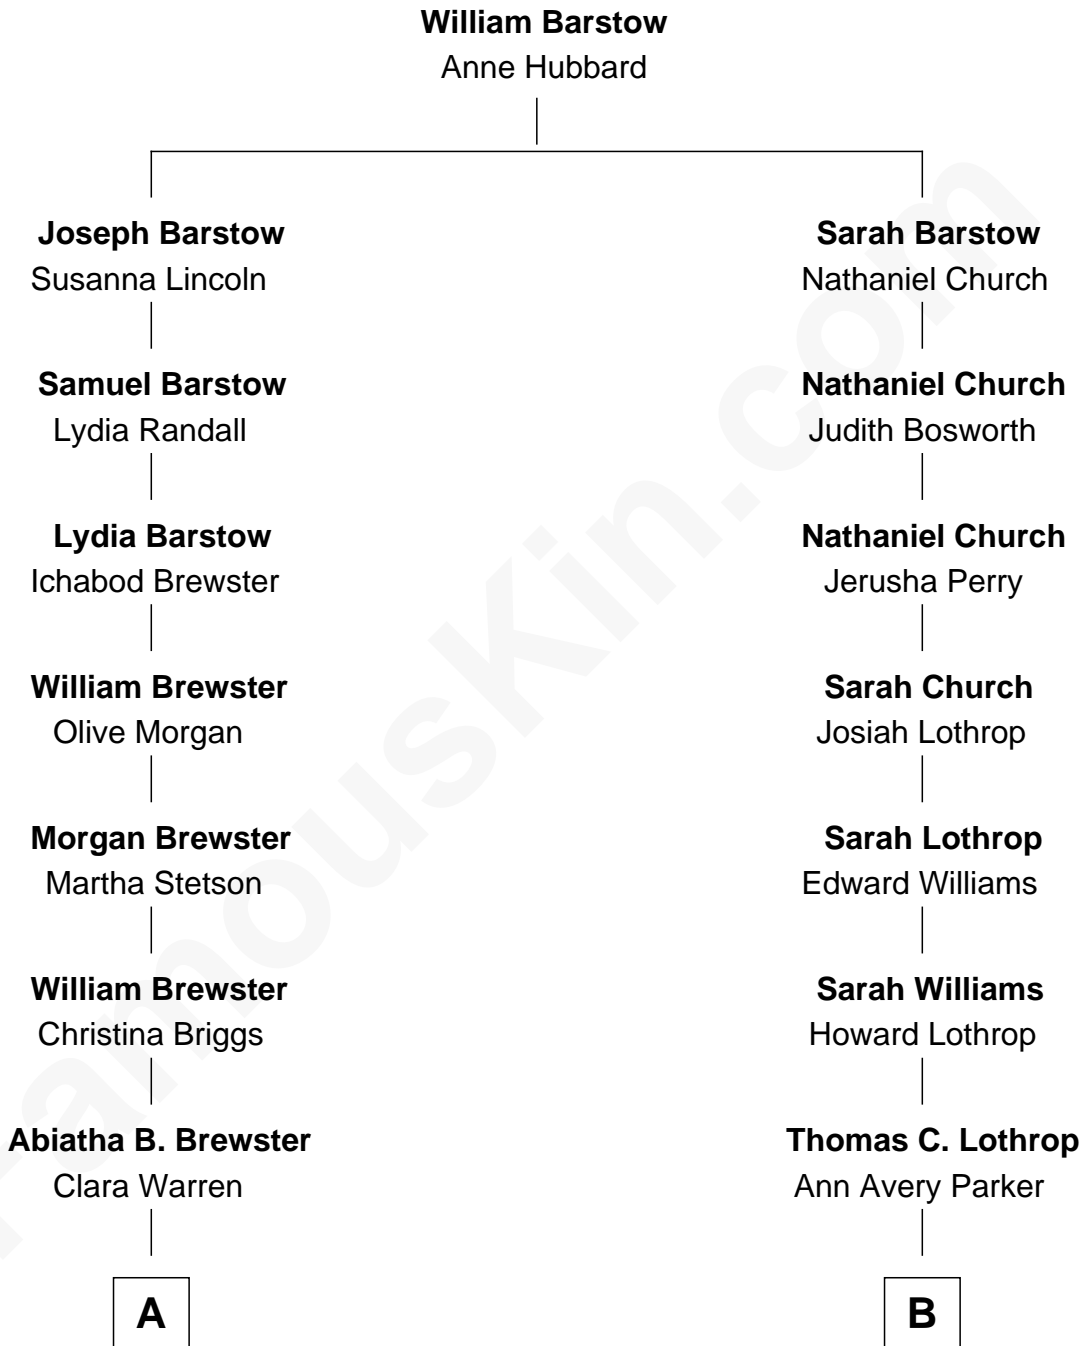 William Barstow
Anne Hubbard
Joseph Barstow
Susanna Lincoln
Sarah Barstow
Nathaniel Church
Samuel Barstow
Lydia Randall
Nathaniel Church
Judith Bosworth
Lydia Barstow
Ichabod Brewster
Nathaniel Church
Jerusha Perry
William Brewster
Olive Morgan
Sarah Church
Josiah Lothrop
Morgan Brewster
Martha Stetson
Sarah Lothrop
Edward Williams
William Brewster
Christina Briggs
Sarah Williams
Howard Lothrop
Abiatha B. Brewster
Clara Warren
Thomas C. Lothrop
Ann Avery Parker
A
B
FamousKin.com